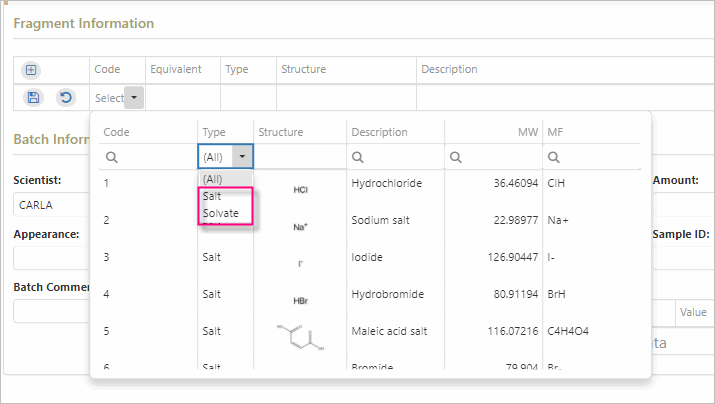 Fragment Information
Code Equivalent Type Structure Description
Select
Code Type Structure Description MW MF
(All)
(All)
Salt
Solvate
1 HCl Hydrochloride 36.46094 ClH
2 Na+ Sodium salt 22.98977 Na+
3 Salt I- Iodide 126.90447 I-
4 Salt HBr Hydrobromide 80.91194 BrH
5 Salt Maleic acid salt 116.07216 C4H4O4
6 Salt Bromide 79.904 Br-
Batch Inform
Scientist:
CARLA
Amount:
Appearance:
Sample ID:
Batch Commen
Value
ata